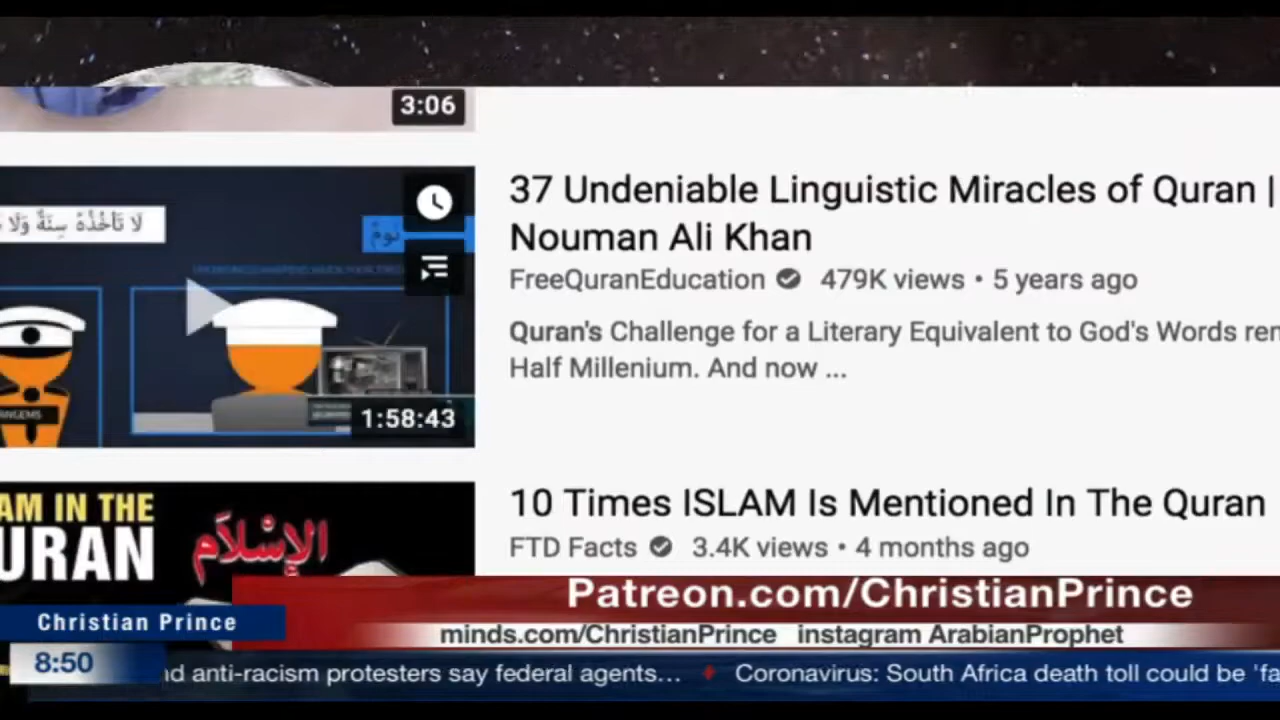 3:06
لَا تَأْخُذُهُ سِنَةٌ وَلَا
نَومٌ
37 Undeniable Linguistic Miracles of Quran |
Nouman Ali Khan
FreeQuranEducation 479K views • 5 years ago
Quran's Challenge for a Literary Equivalent to God's Words ren
Half Millenium. And now ...
1:58:43
AM IN THE
URAN
الإِسْلَام
10 Times ISLAM Is Mentioned In The Quran
FTD Facts 3.4K views • 4 months ago
Patreon.com/ChristianPrince
Christian Prince
minds.com/ChristianPrince instagram ArabianProphet
8:50
nd anti-racism protesters say federal agents... Coronavirus: South Africa death toll could be 'fa